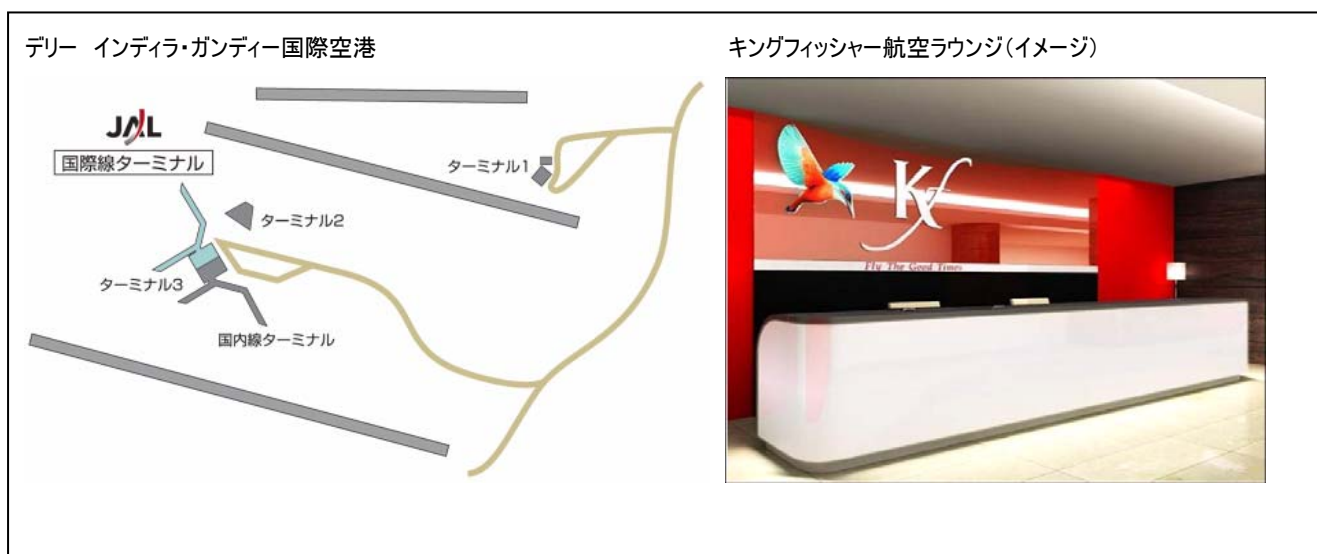 デリー　インディラ・ガンディー国際空港
JAL
国際線ターミナル
ターミナル1
ターミナル2
ターミナル3
国内線ターミナル
キングフィッシャー航空ラウンジ(イメージ)
Kf
Fly The Good Times